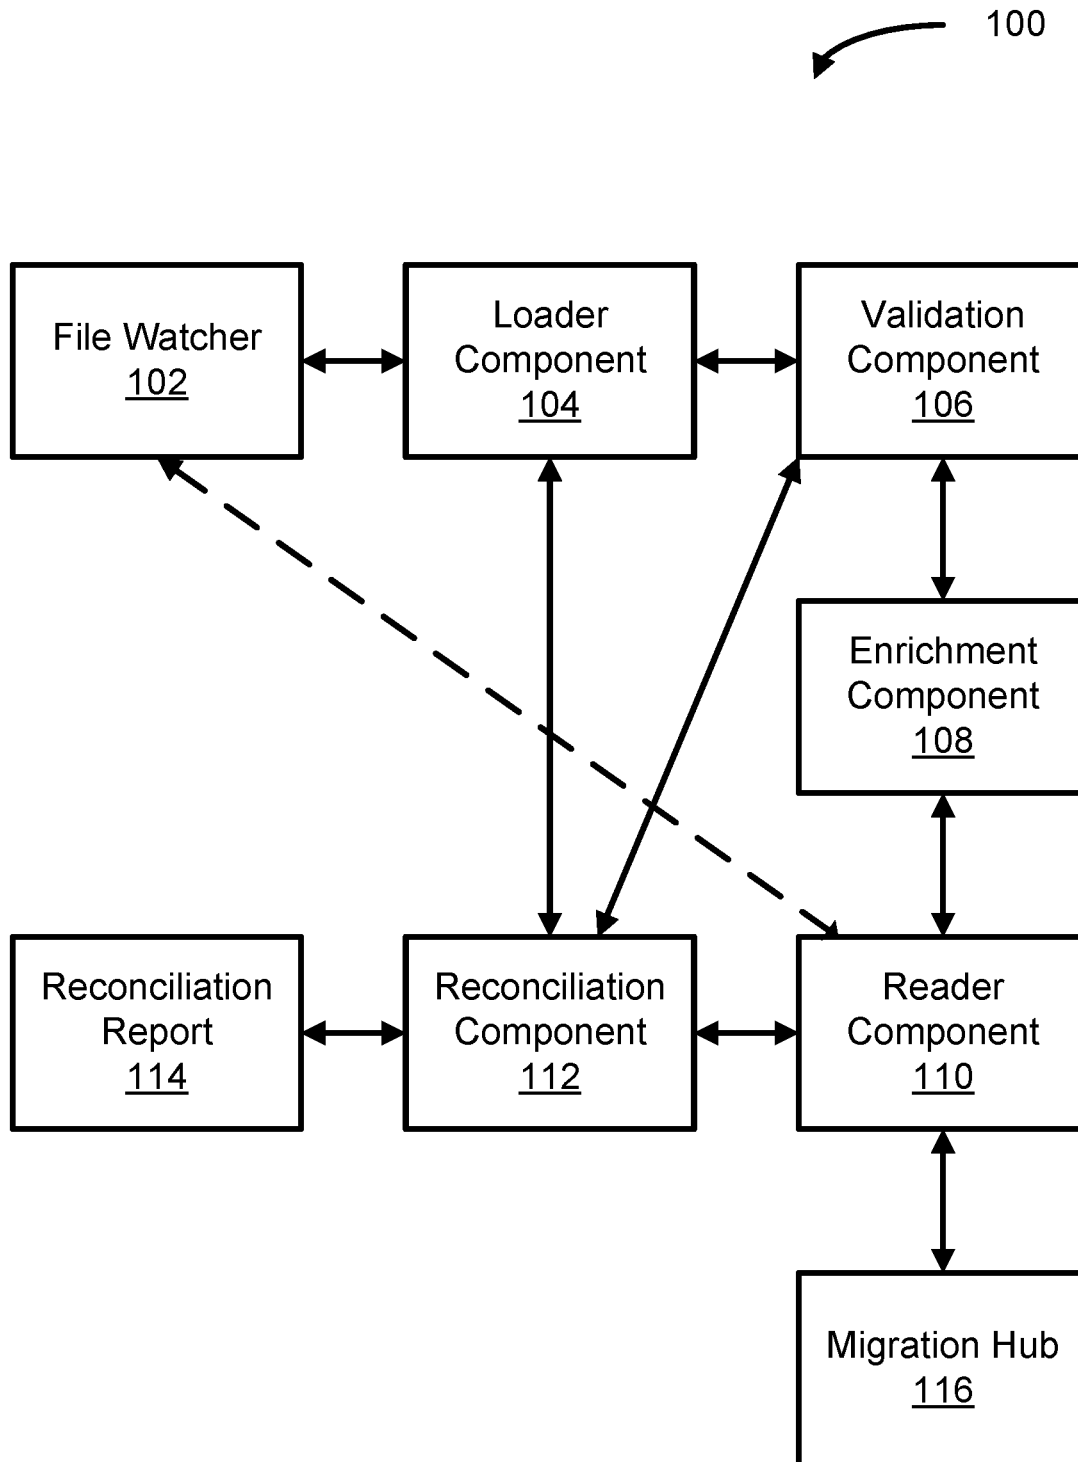 100
File Watcher
102
Loader
Component
104
Validation
Component
106
Enrichment
Component
108
Reconciliation
Report
114
Reconciliation
Component
112
Reader
Component
110
Migration Hub
116